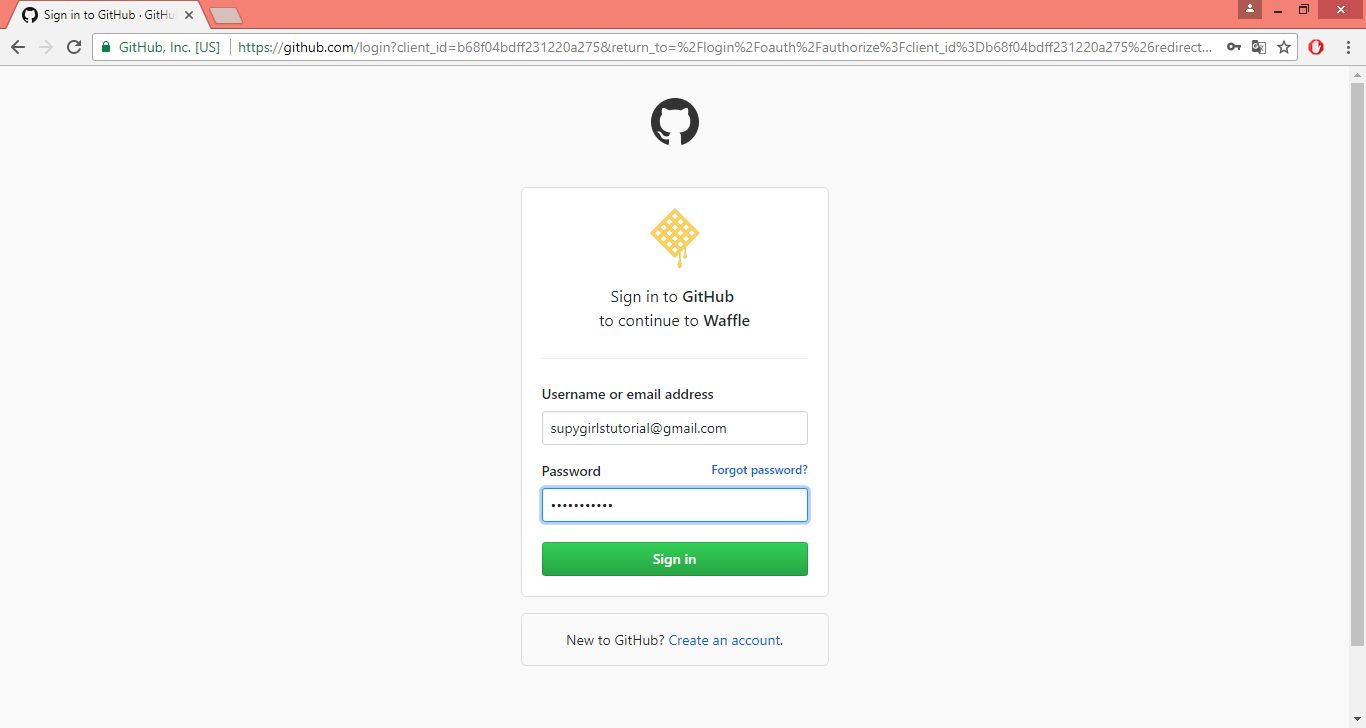 Sign in to GitHub · GitHu
GitHub, Inc. [US]
https://github.com/login?client_id=b68f04bdff231220a275&return_to=%2Flogin%2Foauth%2Fauthorize%3Fclient_id%3Db68f04bdff231220a275%26redirect...
Sign in to GitHub
to continue to Waffle
Username or email address
supygirlstutorial@gmail.com
Password
Forgot password?
•••••••••••
Sign in
New to GitHub? Create an account.